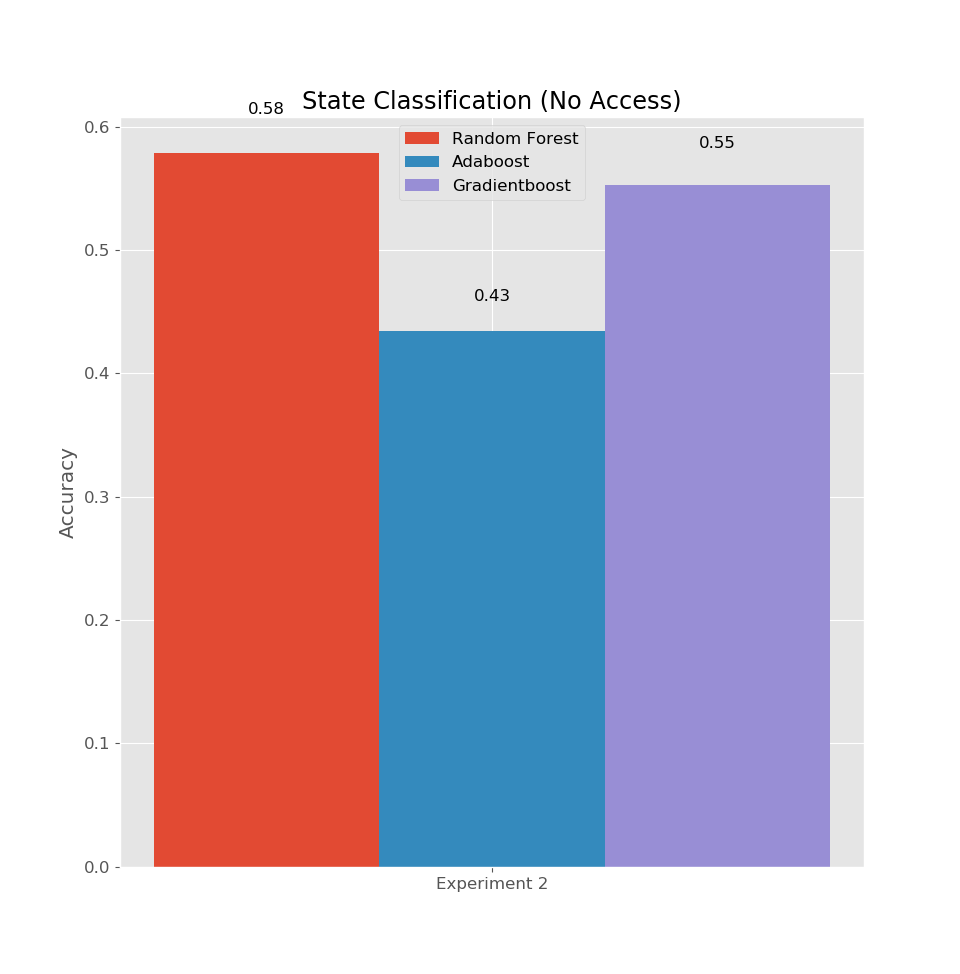 State Classification (No Access)
0.58
Random Forest
Adaboost
Gradientboost
0.55
0.43
0.6
0.5
0.4
0.3
0.2
0.1
0.0
Accuracy
Experiment 2